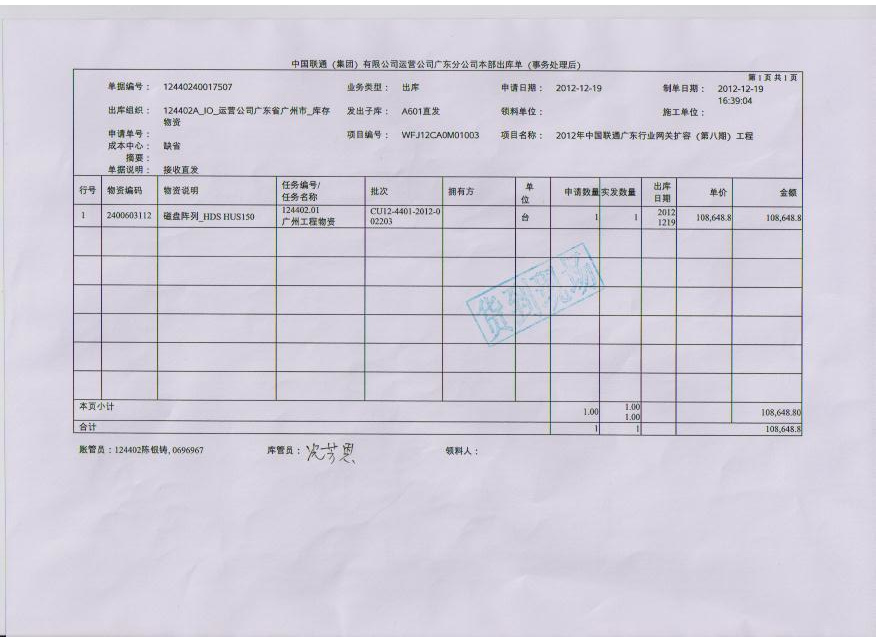 中国联通（集团）有限公司运营公司广东分公司本部出库单（事务处理后）
第 1 页 共 1 页
单据编号： 12440240017507 业务类型： 出库 申请日期： 2012-12-19 制单日期： 2012-12-19
16:39:04
出库组织： 124402A_IO_运营公司广东省广州市_库存 发出子库： A601直发 领料单位： 施工单位：
物资
申请单号： 项目编号： WFJ12CA0M01003 项目名称： 2012年中国联通广东行业网关扩容（第八期）工程
成本中心： 缺省
摘要：
单据说明： 接收直发
行号 物资编码 物资说明 任务编号/ 批次 拥有方 单 申请数量 实发数量 出库 单价 金额
任务名称 位 日期
1 2400603112 磁盘阵列_HDS HUS150 124402.01 CU12-4401-2012-0 台 1 1 2012 108,648.8 108,648.8
广州工程物资 02203 1219
货到现场
本页小计 1.00 1.00 108,648.80
1.00
合计 1 1 108,648.8
账管员：124402陈银铸, 0696967 库管员： 领料人：